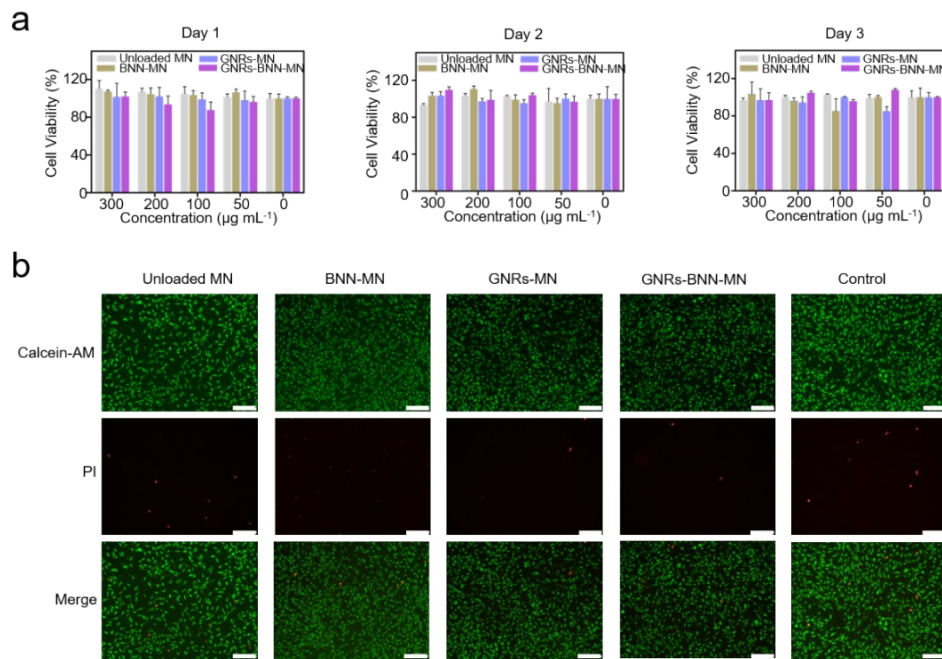 a
Day 1
Day 2
Day 3
Unloaded MN
GNRs-MN
BNN-MN
GNRs-BNN-MN
Unloaded MN
GNRs-MN
BNN-MN
GNRs-BNN-MN
Unloaded MN
GNRs-MN
BNN-MN
GNRs-BNN-MN
Cell Viability (%)
120
80
40
0
Cell Viability (%)
120
80
40
0
Cell Viability (%)
120
80
40
0
300 200 100 50 0
300 200 100 50 0
300 200 100 50 0
Concentration (μg mL⁻¹)
Concentration (μg mL⁻¹)
Concentration (μg mL⁻¹)
b
Unloaded MN
BNN-MN
GNRs-MN
GNRs-BNN-MN
Control
Calcein-AM
PI
Merge